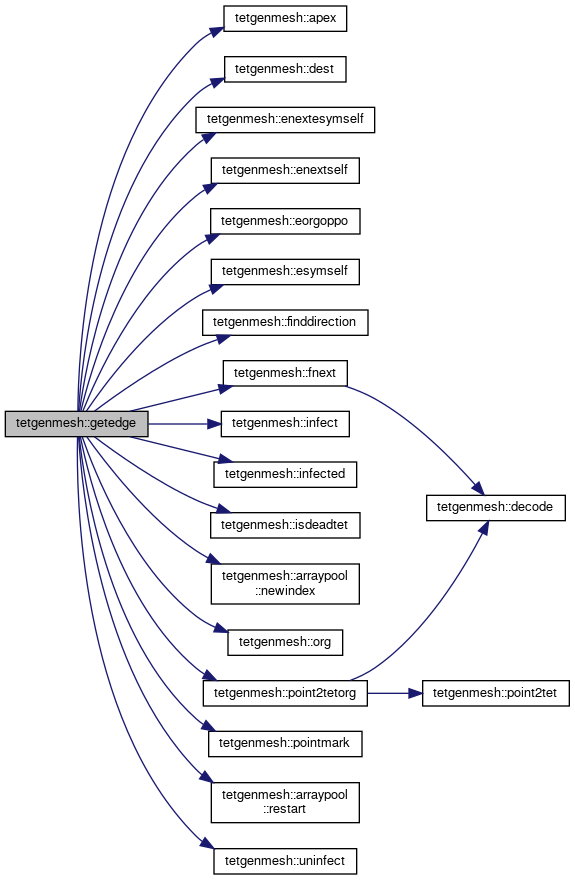 tetgenmesh::apex
tetgenmesh::dest
tetgenmesh::enextesymself
tetgenmesh::enextself
tetgenmesh::eorgoppo
tetgenmesh::esymself
tetgenmesh::finddirection
tetgenmesh::fnext
tetgenmesh::getedge
tetgenmesh::infect
tetgenmesh::infected
tetgenmesh::decode
tetgenmesh::isdeadtet
tetgenmesh::arraypool
::newindex
tetgenmesh::org
tetgenmesh::point2tetorg
tetgenmesh::point2tet
tetgenmesh::pointmark
tetgenmesh::arraypool
::restart
tetgenmesh::uninfect